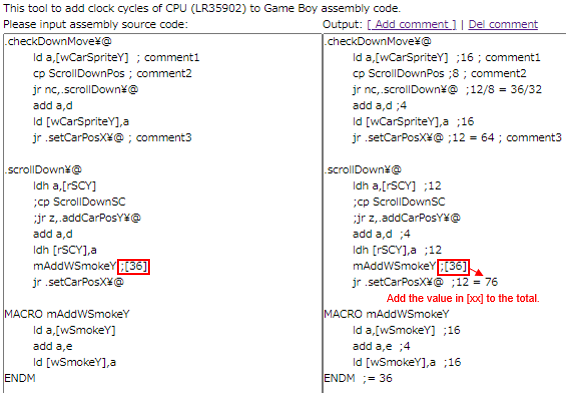 This tool to add clock cycles of CPU (LR35902) to Game Boy assembly code.
Please input assembly source code:
Output: [ Add comment ] | Del comment
.checkDownMove¥@
ld a,[wCarSpriteY]  ; comment1
cp ScrollDownPos ; comment2
jr nc,.scrollDown¥@
add a,d
ld [wCarSpriteY],a
jr .setCarPosX¥@ ; comment3
.scrollDown¥@
ldh a,[rSCY]
;cp ScrollDownSC
;jr z,.addCarPosY¥@
add a,d
ldh [rSCY],a
mAddWSmokeY ;[36]
jr .setCarPosX¥@
MACRO mAddWSmokeY
ld a,[wSmokeY]
add a,e
ld [wSmokeY],a
ENDM
.checkDownMove¥@
ld a,[wCarSpriteY]  ;16 ; comment1
cp ScrollDownPos ;8 ; comment2
jr nc,.scrollDown¥@  ;12/8 = 36/32
add a,d ;4
ld [wCarSpriteY],a  ;16
jr .setCarPosX¥@ ;12 = 64 ; comment3
.scrollDown¥@
ldh a,[rSCY]  ;12
;cp ScrollDownSC
;jr z,.addCarPosY¥@
add a,d  ;4
ldh [rSCY],a  ;12
mAddWSmokeY ;[36]
jr .setCarPosX¥@  ;12 = 76
Add the value in [xx] to the total.
MACRO mAddWSmokeY
ld a,[wSmokeY]  ;16
add a,e  ;4
ld [wSmokeY],a  ;16
ENDM  ;= 36